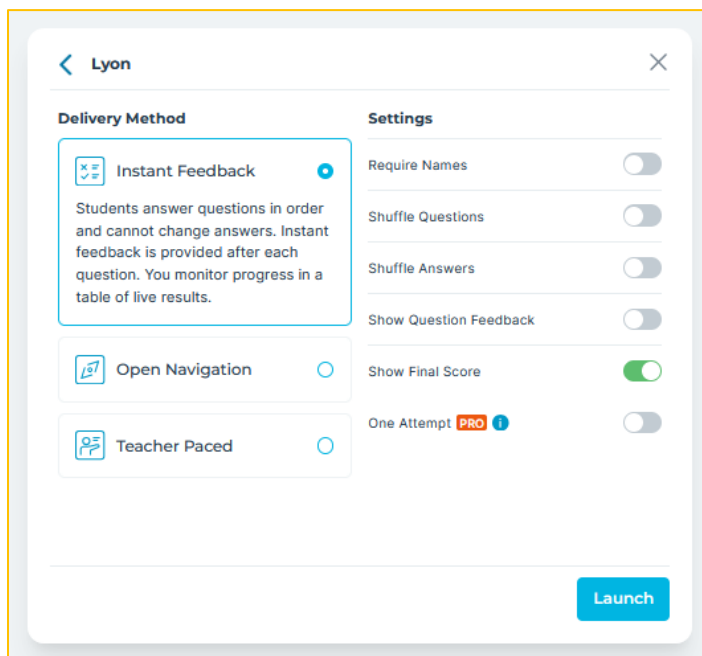 Lyon
Delivery Method
Instant Feedback
Students answer questions in order
and cannot change answers. Instant
feedback is provided after each
question. You monitor progress in a
table of live results.
Open Navigation
Teacher Paced
Settings
Require Names
Shuffle Questions
Shuffle Answers
Show Question Feedback
Show Final Score
One Attempt PRO i
Launch